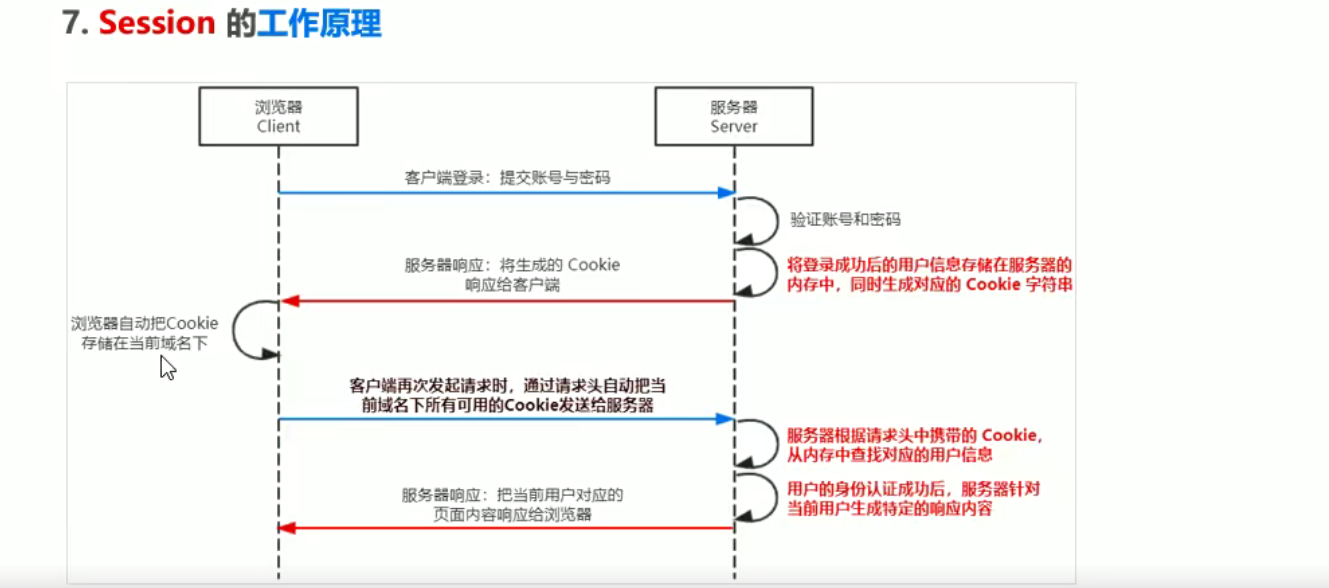 7. Session 的工作原理
浏览器
Client
服务器
Server
客户端登录：提交账号与密码
验证账号和密码
服务器响应：将生成的 Cookie
响应给客户端
将登录成功后的用户信息存储在服务器的
内存中，同时生成对应的 Cookie 字符串
浏览器自动把Cookie
存储在当前域名下
客户端再次发起请求时，通过请求头自动把当
前域名下所有可用的Cookie发送给服务器
服务器根据请求头中携带的 Cookie，
从内存中查找对应的用户信息
服务器响应：把当前用户对应的
页面内容响应给浏览器
用户的身份认证成功后，服务器针对
当前用户生成特定的响应内容